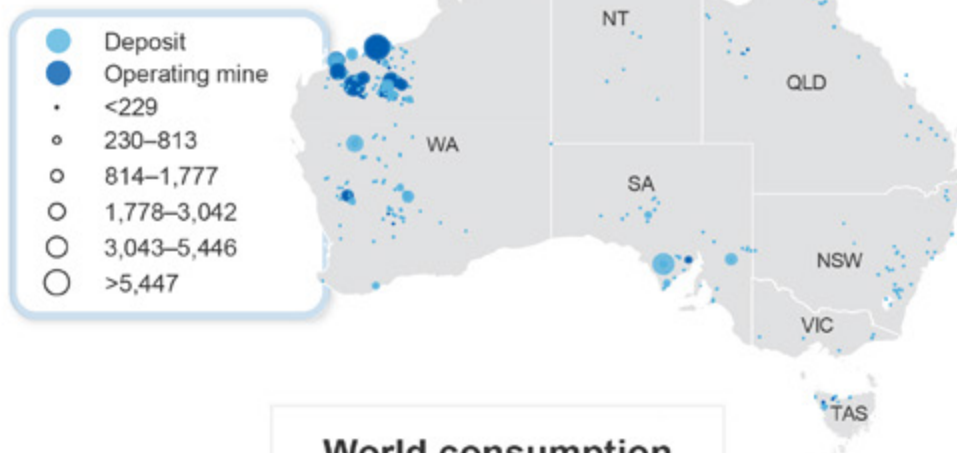 Deposit
Operating mine
<229
230–813
814–1,777
1,778–3,042
3,043–5,446
>5,447
NT
QLD
WA
SA
NSW
VIC
TAS
World consumption